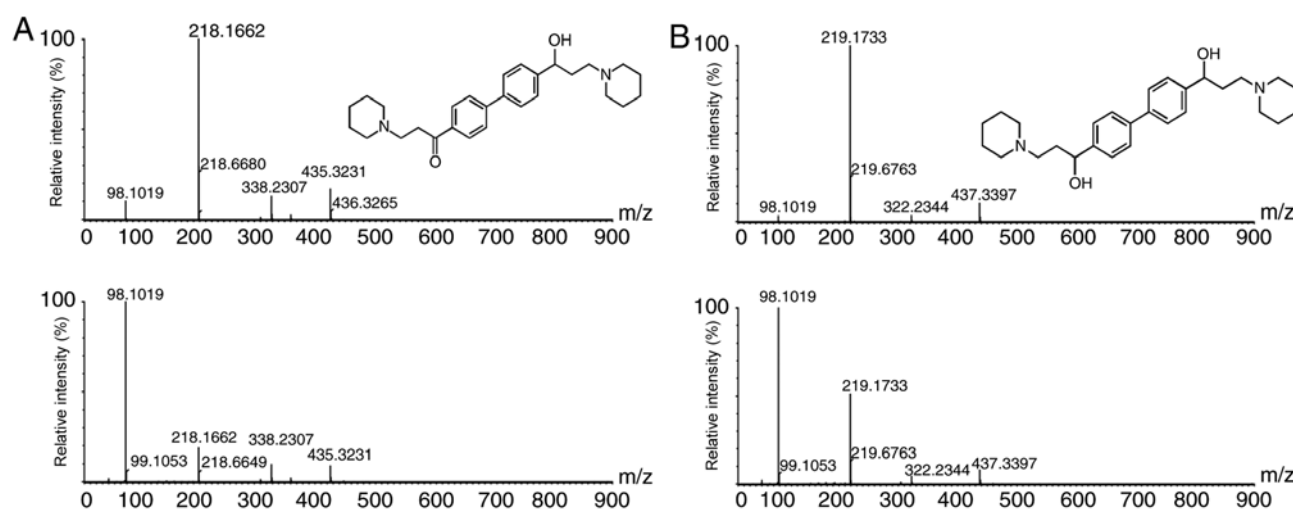 A
100
Relative intensity (%)
218.1662
218.6680
98.1019
338.2307
435.3231
436.3265
m/z
0 100 200 300 400 500 600 700 800 900
OH
N
N
O
B
100
Relative intensity (%)
219.1733
219.6763
98.1019
322.2344
437.3397
m/z
0 100 200 300 400 500 600 700 800 900
OH
N
N
OH
100
Relative intensity (%)
98.1019
99.1053
218.1662
218.6649
338.2307
435.3231
m/z
0 100 200 300 400 500 600 700 800 900
100
Relative intensity (%)
98.1019
99.1053
219.1733
219.6763
322.2344
437.3397
m/z
0 100 200 300 400 500 600 700 800 900